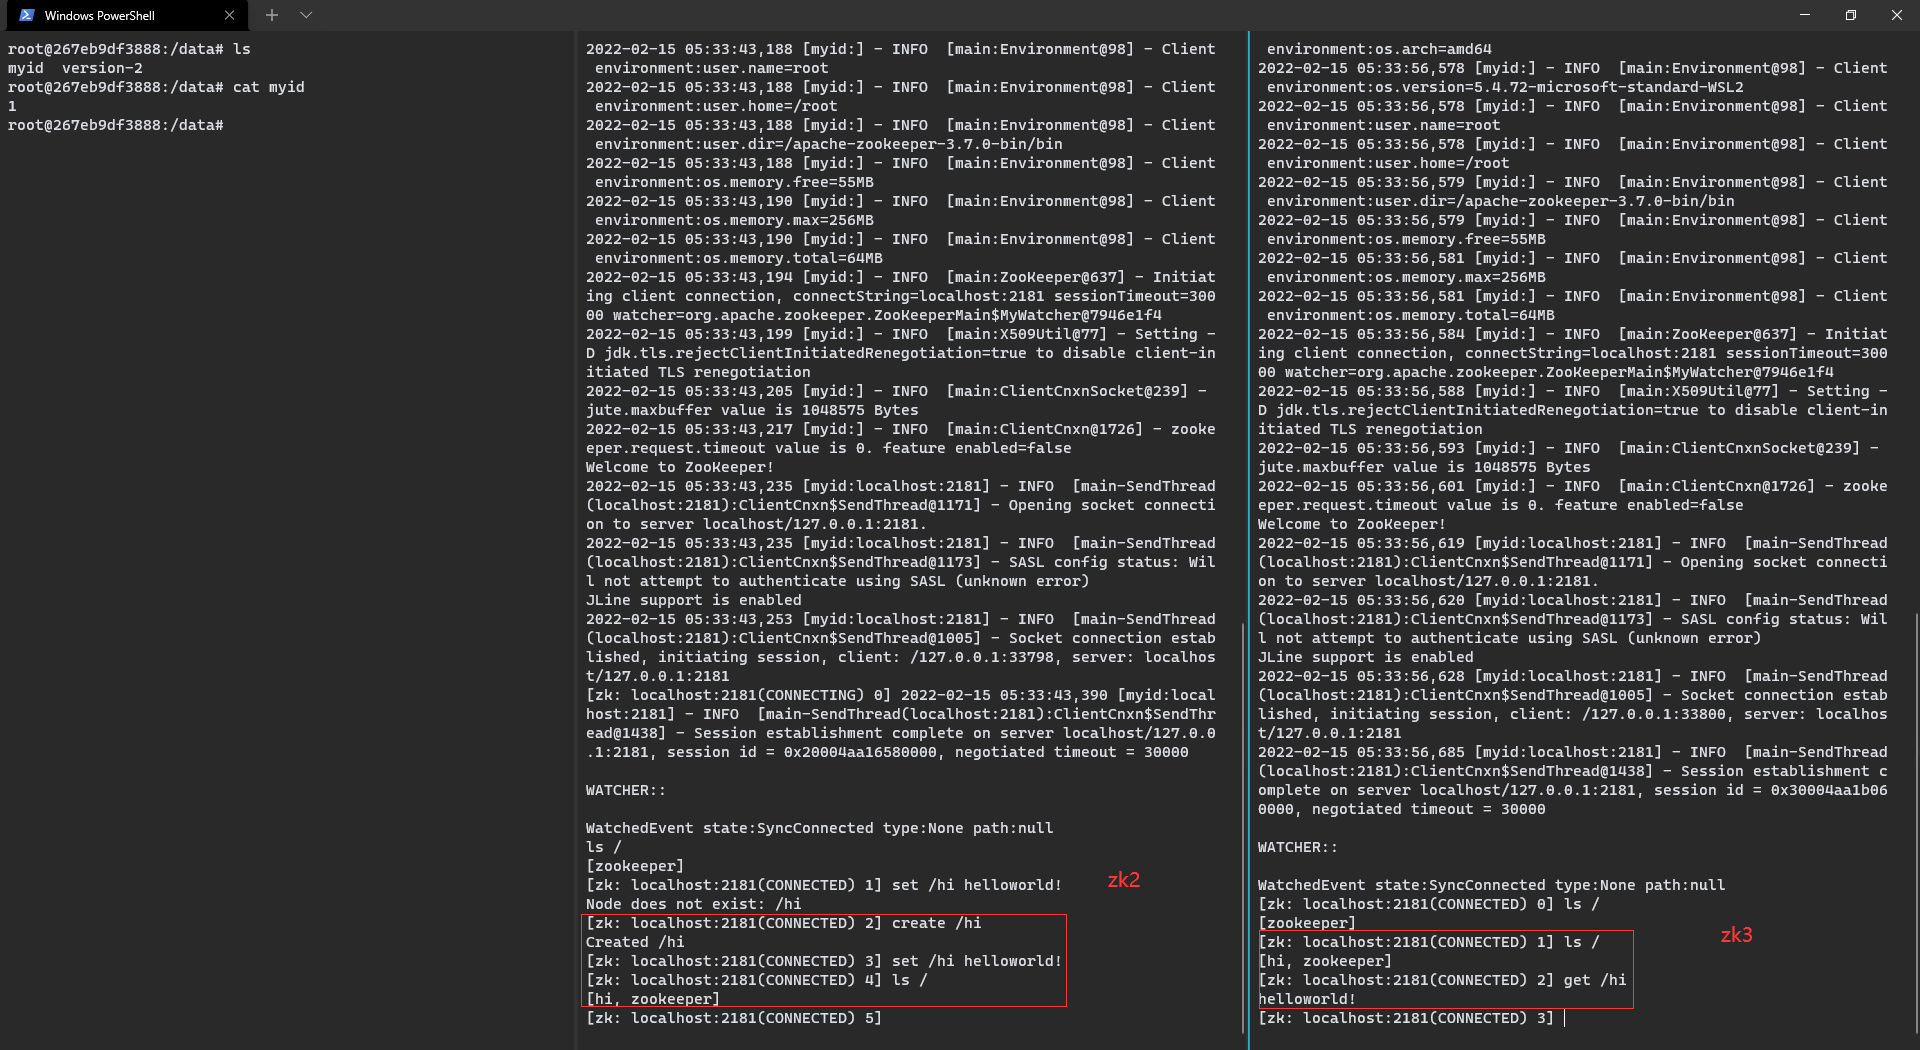 Windows PowerShell
root@267eb9df3888:/data# ls
myid  version-2
root@267eb9df3888:/data# cat myid
1
root@267eb9df3888:/data#
2022-02-15 05:33:43,188 [myid:] - INFO  [main:Environment@98] - Client
 environment:user.name=root
2022-02-15 05:33:43,188 [myid:] - INFO  [main:Environment@98] - Client
 environment:user.home=/root
2022-02-15 05:33:43,188 [myid:] - INFO  [main:Environment@98] - Client
 environment:user.dir=/apache-zookeeper-3.7.0-bin/bin
2022-02-15 05:33:43,188 [myid:] - INFO  [main:Environment@98] - Client
 environment:os.memory.free=55MB
2022-02-15 05:33:43,190 [myid:] - INFO  [main:Environment@98] - Client
 environment:os.memory.max=256MB
2022-02-15 05:33:43,190 [myid:] - INFO  [main:Environment@98] - Client
 environment:os.memory.total=64MB
2022-02-15 05:33:43,194 [myid:] - INFO  [main:ZooKeeper@637] - Initiat
ing client connection, connectString=localhost:2181 sessionTimeout=300
00 watcher=org.apache.zookeeper.ZooKeeperMain$MyWatcher@7946e1f4
2022-02-15 05:33:43,199 [myid:] - INFO  [main:X509Util@77] - Setting -
D jdk.tls.rejectClientInitiatedRenegotiation=true to disable client-in
itiated TLS renegotiation
2022-02-15 05:33:43,205 [myid:] - INFO  [main:ClientCnxnSocket@239] -
jute.maxbuffer value is 1048575 Bytes
2022-02-15 05:33:43,217 [myid:] - INFO  [main:ClientCnxn@1726] - zooke
eper.request.timeout value is 0. feature enabled=false
Welcome to ZooKeeper!
2022-02-15 05:33:43,235 [myid:localhost:2181] - INFO  [main-SendThread
(localhost:2181):ClientCnxn$SendThread@1171] - Opening socket connecti
on to server localhost/127.0.0.1:2181.
2022-02-15 05:33:43,235 [myid:localhost:2181] - INFO  [main-SendThread
(localhost:2181):ClientCnxn$SendThread@1173] - SASL config status: Wil
l not attempt to authenticate using SASL (unknown error)
JLine support is enabled
2022-02-15 05:33:43,253 [myid:localhost:2181] - INFO  [main-SendThread
(localhost:2181):ClientCnxn$SendThread@1005] - Socket connection estab
lished, initiating session, client: /127.0.0.1:33798, server: localhos
t/127.0.0.1:2181
[zk: localhost:2181(CONNECTING) 0] 2022-02-15 05:33:43,390 [myid:local
host:2181] - INFO  [main-SendThread(localhost:2181):ClientCnxn$SendThr
ead@1438] - Session establishment complete on server localhost/127.0.0
.1:2181, session id = 0x20004aa16580000, negotiated timeout = 30000
WATCHER::
WatchedEvent state:SyncConnected type:None path:null
ls /
[zookeeper]
[zk: localhost:2181(CONNECTED) 1] set /hi helloworld!
zk2
Node does not exist: /hi
[zk: localhost:2181(CONNECTED) 2] create /hi
Created /hi
[zk: localhost:2181(CONNECTED) 3] set /hi helloworld!
[zk: localhost:2181(CONNECTED) 4] ls /
[hi, zookeeper]
[zk: localhost:2181(CONNECTED) 5]
 environment:os.arch=amd64
2022-02-15 05:33:56,578 [myid:] - INFO  [main:Environment@98] - Client
 environment:os.version=5.4.72-microsoft-standard-WSL2
2022-02-15 05:33:56,578 [myid:] - INFO  [main:Environment@98] - Client
 environment:user.name=root
2022-02-15 05:33:56,578 [myid:] - INFO  [main:Environment@98] - Client
 environment:user.home=/root
2022-02-15 05:33:56,579 [myid:] - INFO  [main:Environment@98] - Client
 environment:user.dir=/apache-zookeeper-3.7.0-bin/bin
2022-02-15 05:33:56,579 [myid:] - INFO  [main:Environment@98] - Client
 environment:os.memory.free=55MB
2022-02-15 05:33:56,581 [myid:] - INFO  [main:Environment@98] - Client
 environment:os.memory.max=256MB
2022-02-15 05:33:56,581 [myid:] - INFO  [main:Environment@98] - Client
 environment:os.memory.total=64MB
2022-02-15 05:33:56,584 [myid:] - INFO  [main:ZooKeeper@637] - Initiat
ing client connection, connectString=localhost:2181 sessionTimeout=300
00 watcher=org.apache.zookeeper.ZooKeeperMain$MyWatcher@7946e1f4
2022-02-15 05:33:56,588 [myid:] - INFO  [main:X509Util@77] - Setting -
D jdk.tls.rejectClientInitiatedRenegotiation=true to disable client-in
itiated TLS renegotiation
2022-02-15 05:33:56,593 [myid:] - INFO  [main:ClientCnxnSocket@239] -
jute.maxbuffer value is 1048575 Bytes
2022-02-15 05:33:56,601 [myid:] - INFO  [main:ClientCnxn@1726] - zooke
eper.request.timeout value is 0. feature enabled=false
Welcome to ZooKeeper!
2022-02-15 05:33:56,619 [myid:localhost:2181] - INFO  [main-SendThread
(localhost:2181):ClientCnxn$SendThread@1171] - Opening socket connecti
on to server localhost/127.0.0.1:2181.
2022-02-15 05:33:56,620 [myid:localhost:2181] - INFO  [main-SendThread
(localhost:2181):ClientCnxn$SendThread@1173] - SASL config status: Wil
l not attempt to authenticate using SASL (unknown error)
JLine support is enabled
2022-02-15 05:33:56,628 [myid:localhost:2181] - INFO  [main-SendThread
(localhost:2181):ClientCnxn$SendThread@1005] - Socket connection estab
lished, initiating session, client: /127.0.0.1:33800, server: localhos
t/127.0.0.1:2181
2022-02-15 05:33:56,685 [myid:localhost:2181] - INFO  [main-SendThread
(localhost:2181):ClientCnxn$SendThread@1438] - Session establishment c
omplete on server localhost/127.0.0.1:2181, session id = 0x30004aa1b06
0000, negotiated timeout = 30000
WATCHER::
WatchedEvent state:SyncConnected type:None path:null
[zk: localhost:2181(CONNECTED) 0] ls /
[zookeeper]
zk3
[zk: localhost:2181(CONNECTED) 1] ls /
[hi, zookeeper]
[zk: localhost:2181(CONNECTED) 2] get /hi
helloworld!
[zk: localhost:2181(CONNECTED) 3]